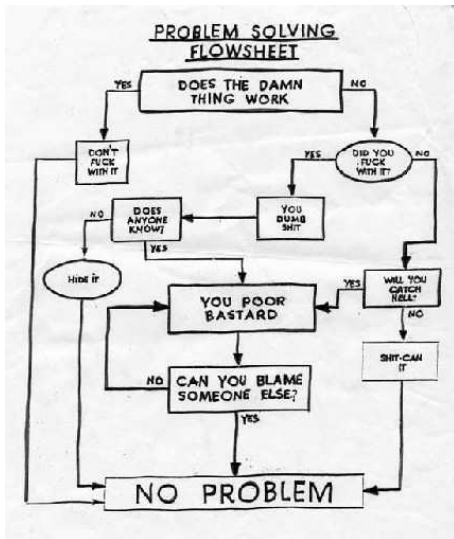 PROBLEM SOLVING
FLOWSHEET
DOES THE DAMN
THING WORK
YES
NO
DON'T
FUCK
WITH IT
DID YOU
FUCK
WITH IT?
YES
NO
YOU
DUMB
SHIT
DOES
ANYONE
KNOW?
NO
YES
HIDE IT
WILL YOU
CATCH
HELL?
YES
NO
YOU POOR
BASTARD
SHIT-CAN
IT
CAN YOU BLAME
SOMEONE ELSE?
NO
YES
NO PROBLEM